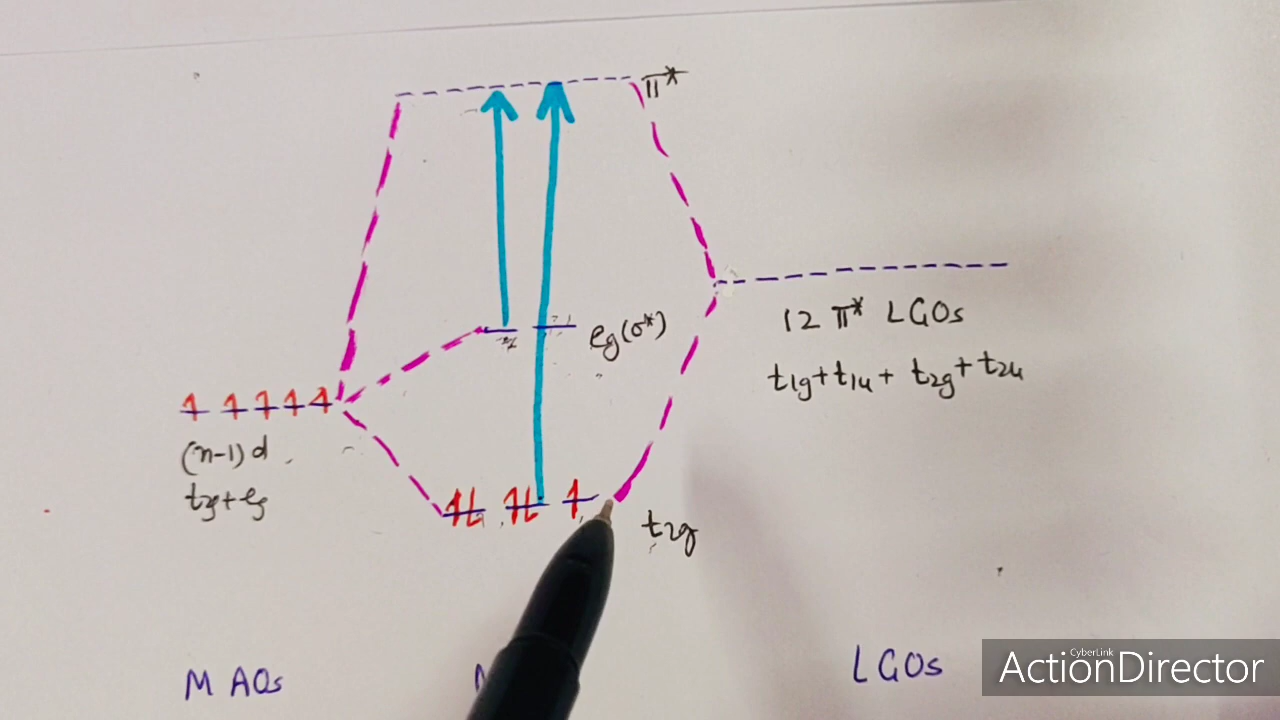 π*
eg(σ*)
12 π* LGOs
t1g+t1u + t2g+t2u
(n-1)d
t2g+eg
t2g
M AOs
LGOs
CyberLink
ActionDirector